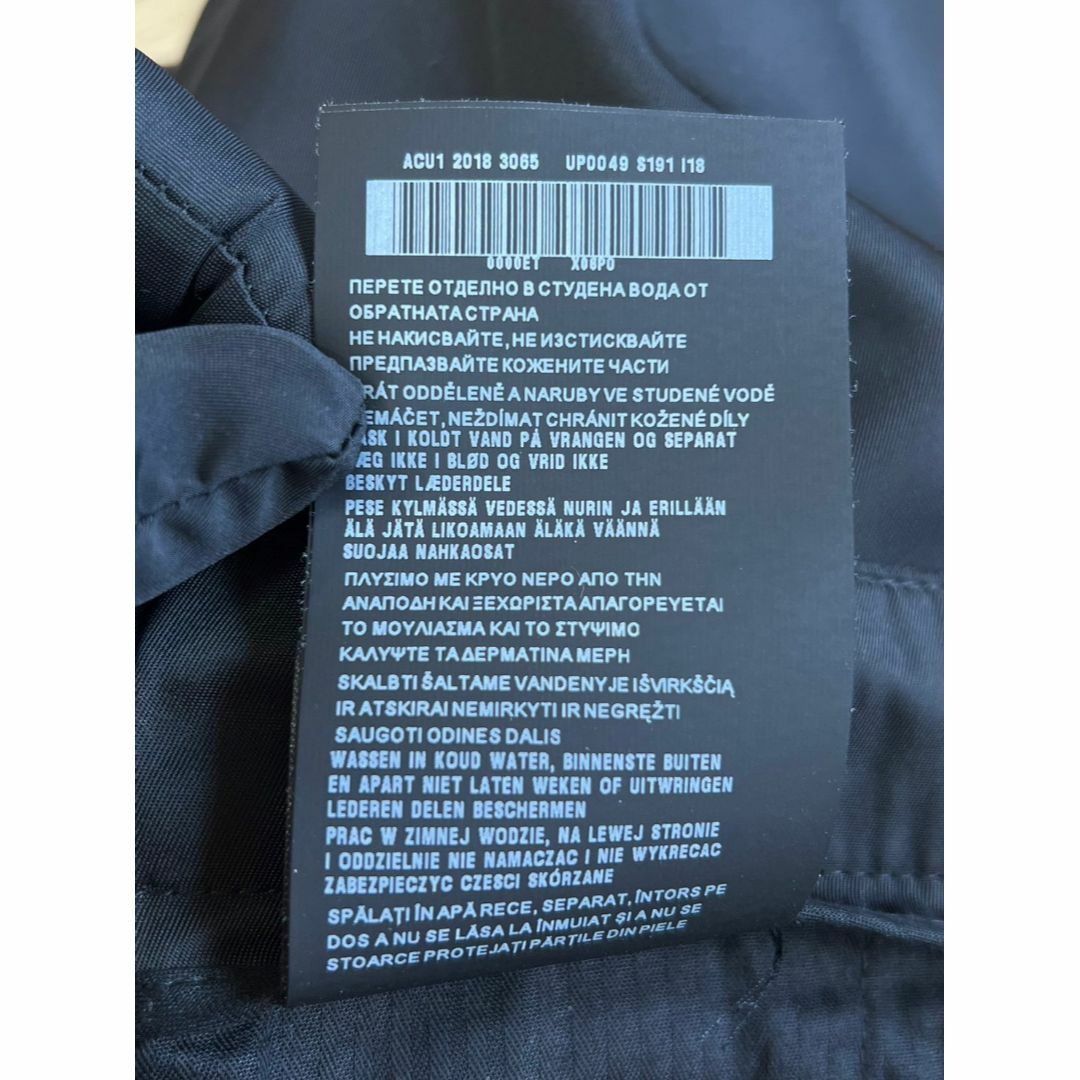 ACU1 2018 3065 UP0049 S191 I18
0000ET X06P0
ПЕРЕТЕ ОТДЕЛНО В СТУДЕНА ВОДА ОТ
ОБРАТНАТА СТРАНА
НЕ НАКИСВАЙТЕ, НЕ ИЗСТИСКВАЙТЕ
ПРЕДПАЗВАЙТЕ КОЖЕНИТЕ ЧАСТИ
RÁT ODDĚLENĚ A NARUBY VE STUDENÉ VODĚ
EMÁČET, NEŽDÍMAT CHRÁNIT KOŽENÉ DÍLY
ASK I KOLDT VAND PÅ VRANGEN OG SEPARAT
ÆG IKKE I BLØD OG VRID IKKE
BESKYT LÆDERDELE
PESE KYLMÄSSÄ VEDESSÄ NURIN JA ERILLÄÄN
ÄLÄ JÄTÄ LIKOAMAAN ÄLÄKÄ VÄÄNNÄ
SUOJAA NAHKAOSAT
ΠΛΥΣΙΜΟ ΜΕ ΚΡΥΟ ΝΕΡΟ ΑΠΟ ΤΗΝ
ΑΝΑΠΟΔΗ ΚΑΙ ΞΕΧΩΡΙΣΤΑ ΑΠΑΓΟΡΕΥΕΤΑΙ
ΤΟ ΜΟΥΛΙΑΣΜΑ ΚΑΙ ΤΟ ΣΤΥΨΙΜΟ
ΚΑΛΥΨΤΕ ΤΑ ΔΕΡΜΑΤΙΝΑ ΜΕΡΗ
SKALBTI ŠALTAME VANDENYJE IŠVIRKŠČIĄ
IR ATSKIRAI NEMIRKYTI IR NEGRĘŽTI
SAUGOTI ODINES DALIS
WASSEN IN KOUD WATER, BINNENSTE BUITEN
EN APART NIET LATEN WEKEN OF UITWRINGEN
LEDEREN DELEN BESCHERMEN
PRAC W ZIMNEJ WODZIE, NA LEWEJ STRONIE
I ODDZIELNIE NIE NAMACZAC I NIE WYKRECAC
ZABEZPIECZYC CZESCI SKÓRZANE
SPĂLAȚI ÎN APĂ RECE, SEPARAT, ÎNTORS PE
DOS A NU SE LĂSA LA ÎNMUIAT ȘI A NU SE
STOARCE PROTEJAȚI PĂRȚILE DIN PIELE